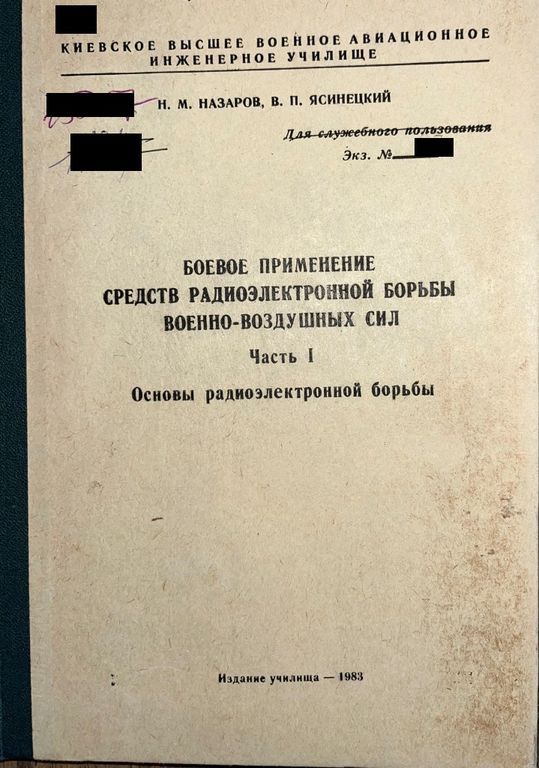 КИЕВСКОЕ ВЫСШЕЕ ВОЕННОЕ АВИАЦИОННОЕ
ИНЖЕНЕРНОЕ УЧИЛИЩЕ
Н. М. НАЗАРОВ, В. П. ЯСИНЕЦКИЙ
Для служебного пользования
Экз. №
БОЕВОЕ ПРИМЕНЕНИЕ
СРЕДСТВ РАДИОЭЛЕКТРОННОЙ БОРЬБЫ
ВОЕННО-ВОЗДУШНЫХ СИЛ
Часть I
Основы радиоэлектронной борьбы
Издание училища — 1983